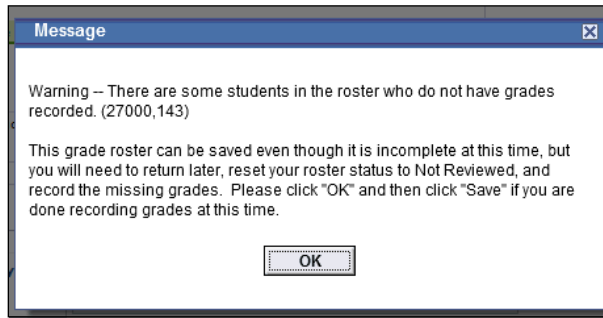 Message
Warning -- There are some students in the roster who do not have grades
recorded. (27000,143)
This grade roster can be saved even though it is incomplete at this time, but
you will need to return later, reset your roster status to Not Reviewed, and
record the missing grades.  Please click "OK" and then click "Save" if you are
done recording grades at this time.
OK